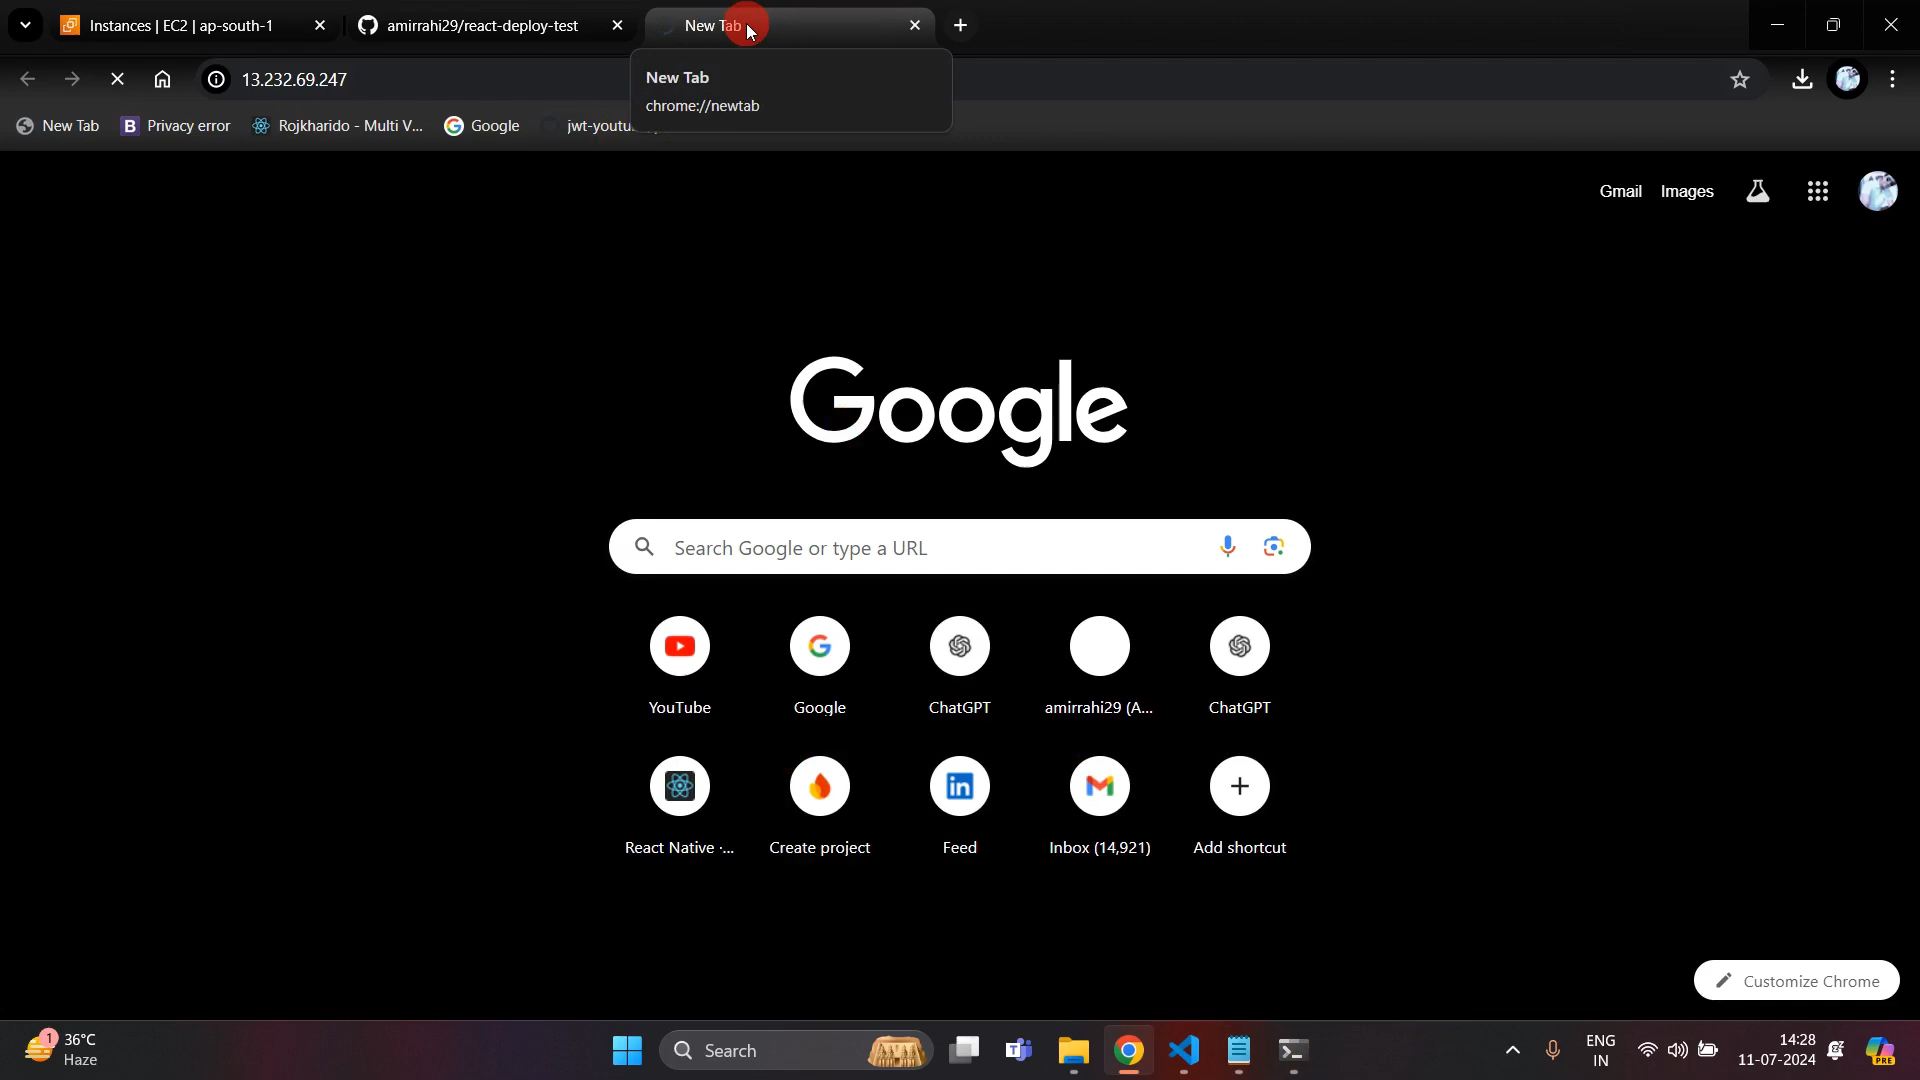 Instances | EC2 | ap-south-1
amirrahi29/react-deploy-test
New Tab
13.232.69.247
New Tab
chrome://newtab
New Tab
B Privacy error
Rojkharido - Multi V...
Google
Gmail Images
Google
Search Google or type a URL
YouTube
Google
ChatGPT
amirrahi29 (A...
ChatGPT
React Native ·...
Create project
Feed
Inbox (14,921)
Add shortcut
Customize Chrome
1
36°C
Haze
Search
ENG
IN
14:28
11-07-2024
PRE